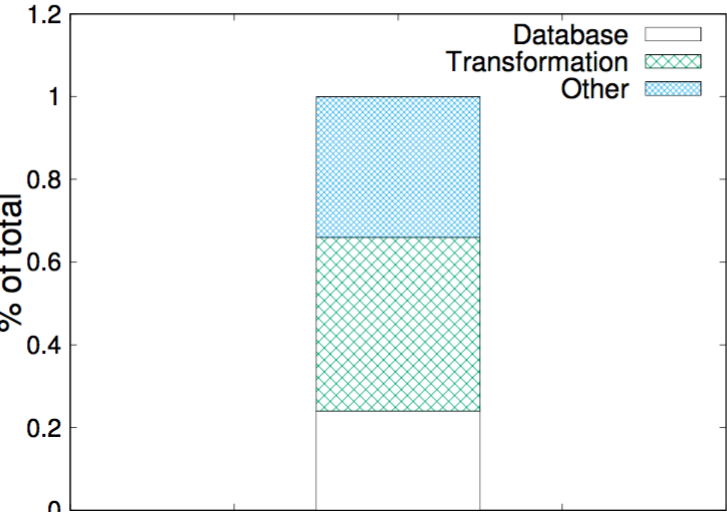 1.2
1
0.8
0.6
0.4
0.2
0
% of total
Database
Transformation
Other